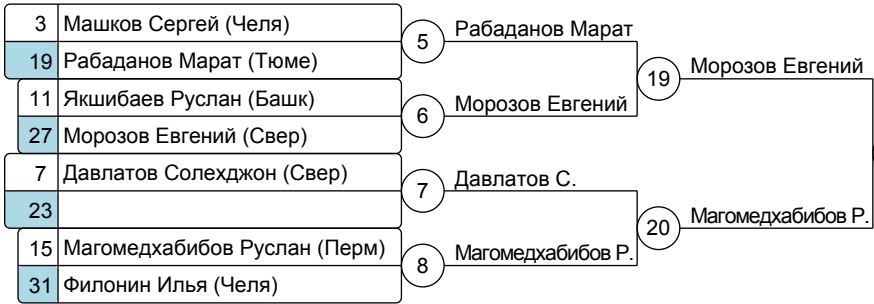 3 Машков Сергей (Челя)
19 Рабаданов Марат (Тюме)
11 Якшибаев Руслан (Башк)
27 Морозов Евгений (Свер)
7 Давлатов Солехджон (Свер)
23
15 Магомедхабибов Руслан (Перм)
31 Филонин Илья (Челя)
5 Рабаданов Марат
6 Морозов Евгений
7 Давлатов С.
8 Магомедхабибов Р.
19 Морозов Евгений
20 Магомедхабибов Р.